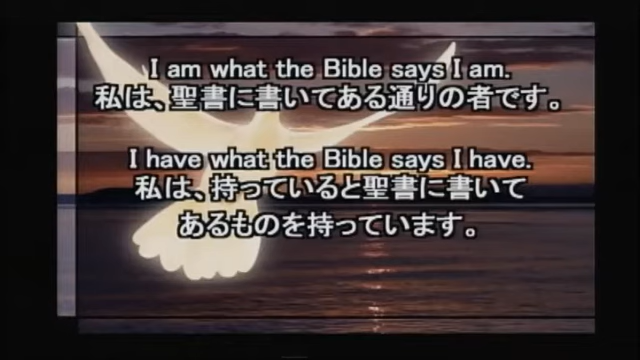 I am what the Bible says I am.
私は、聖書に書いてある通りの者です。
I have what the Bible says I have.
私は、持っていると聖書に書いて
あるものを持っています。